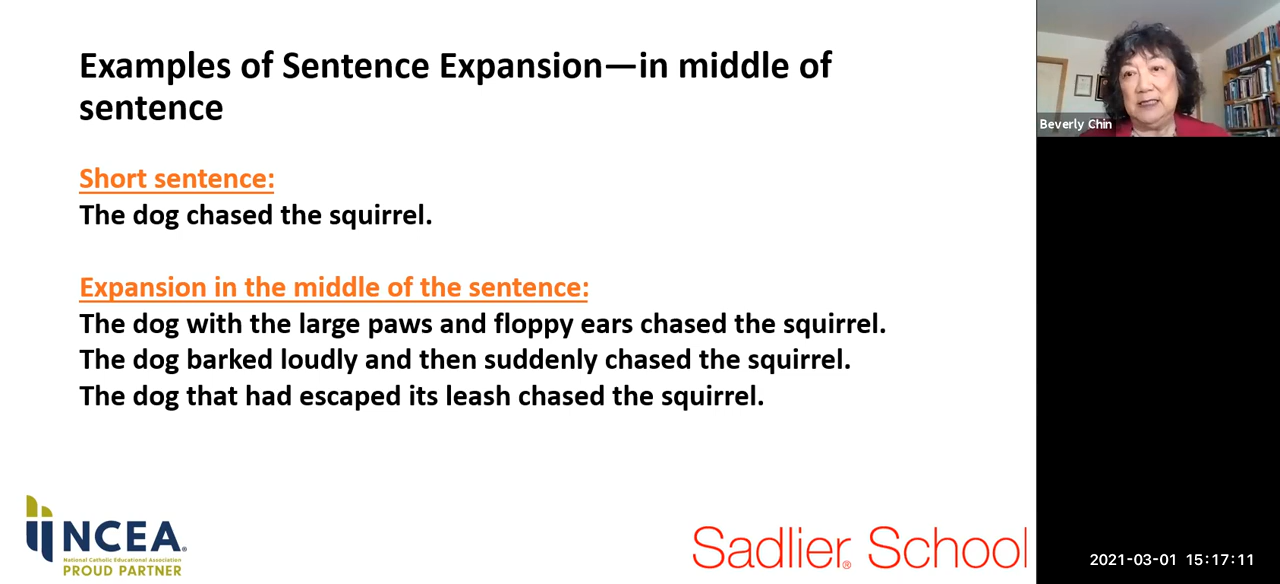 Examples of Sentence Expansion—in middle of
sentence
Short sentence:
The dog chased the squirrel.
Expansion in the middle of the sentence:
The dog with the large paws and floppy ears chased the squirrel.
The dog barked loudly and then suddenly chased the squirrel.
The dog that had escaped its leash chased the squirrel.
NCEA®
National Catholic Educational Association
PROUD PARTNER
Sadlier® School
Beverly Chin
2021-03-01 15:17:11